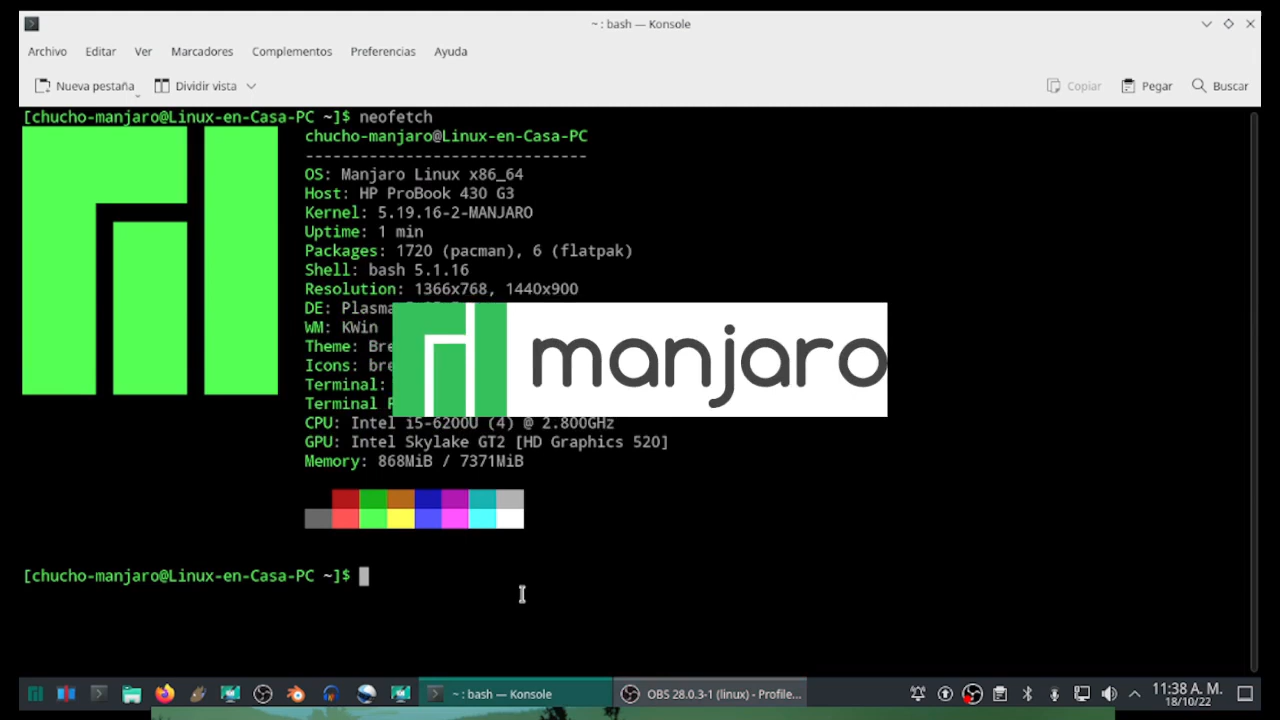 ~ : bash — Konsole
Archivo Editar Ver Marcadores Complementos Preferencias Ayuda
Nueva pestaña Dividir vista Copiar Pegar Buscar
[chucho-manjaro@Linux-en-Casa-PC ~]$ neofetch
chucho-manjaro@Linux-en-Casa-PC
-------------------------------
OS: Manjaro Linux x86_64
Host: HP ProBook 430 G3
Kernel: 5.19.16-2-MANJARO
Uptime: 1 min
Packages: 1720 (pacman), 6 (flatpak)
Shell: bash 5.1.16
Resolution: 1366x768, 1440x900
DE: Plasma
WM: KWin
Theme: Bre
Icons: bre
Terminal:
Terminal
manjaro
CPU: Intel i5-6200U (4) @ 2.800GHz
GPU: Intel Skylake GT2 [HD Graphics 520]
Memory: 868MiB / 7371MiB
[chucho-manjaro@Linux-en-Casa-PC ~]$
~ : bash — Konsole
OBS 28.0.3-1 (linux) - Profile...
11:38 A. M.
18/10/22